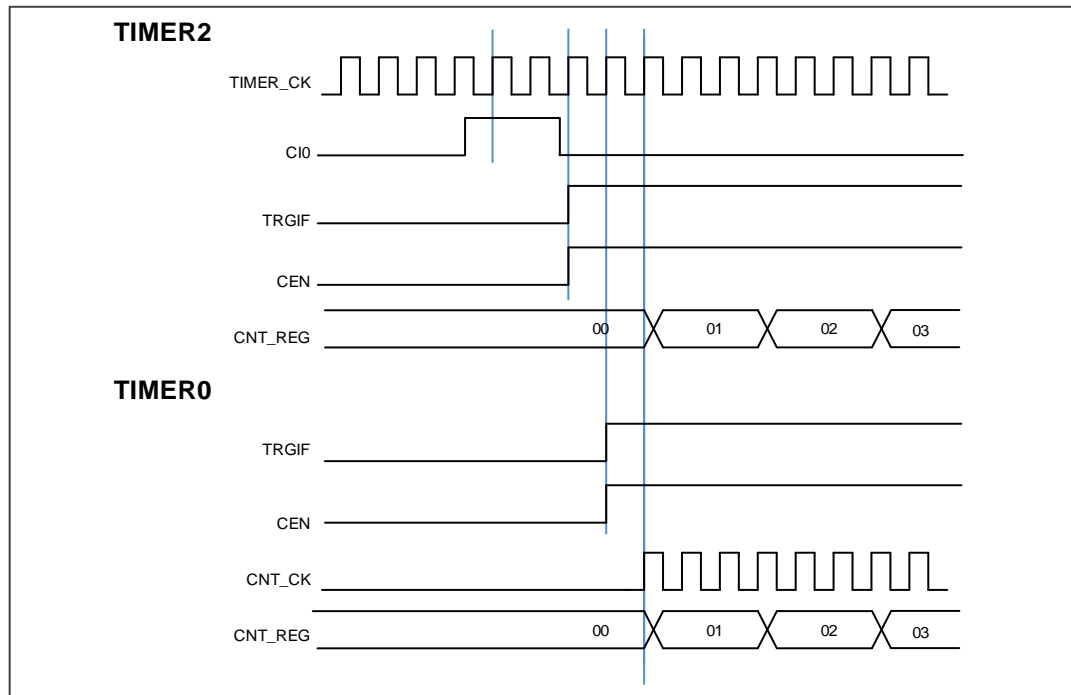 TIMER2
TIMER_CK
CI0
TRGIF
CEN
CNT_REG 00 01 02 03
TIMER0
TRGIF
CEN
CNT_CK
CNT_REG 00 01 02 03